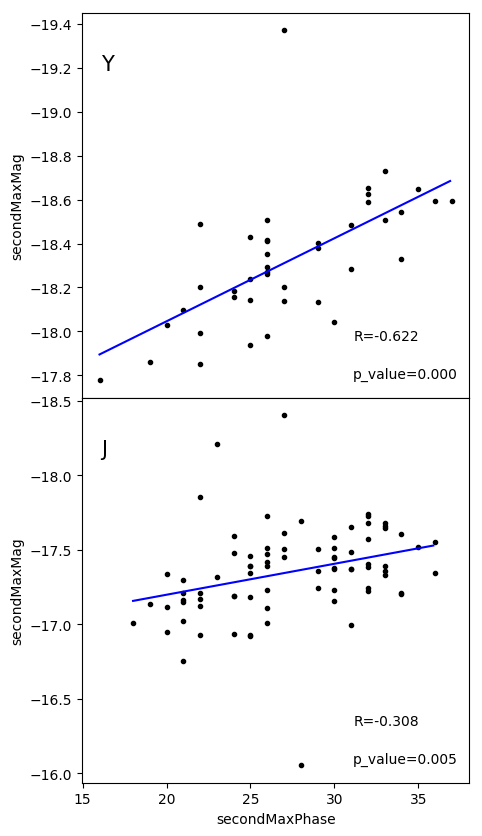 −19.4
−19.2
−19.0
−18.8
−18.6
−18.4
−18.2
−18.0
−17.8
secondMaxMag
Y
R=-0.622
p_value=0.000
−18.5
−18.0
−17.5
−17.0
−16.5
−16.0
secondMaxMag
J
R=-0.308
p_value=0.005
15 20 25 30 35
secondMaxPhase